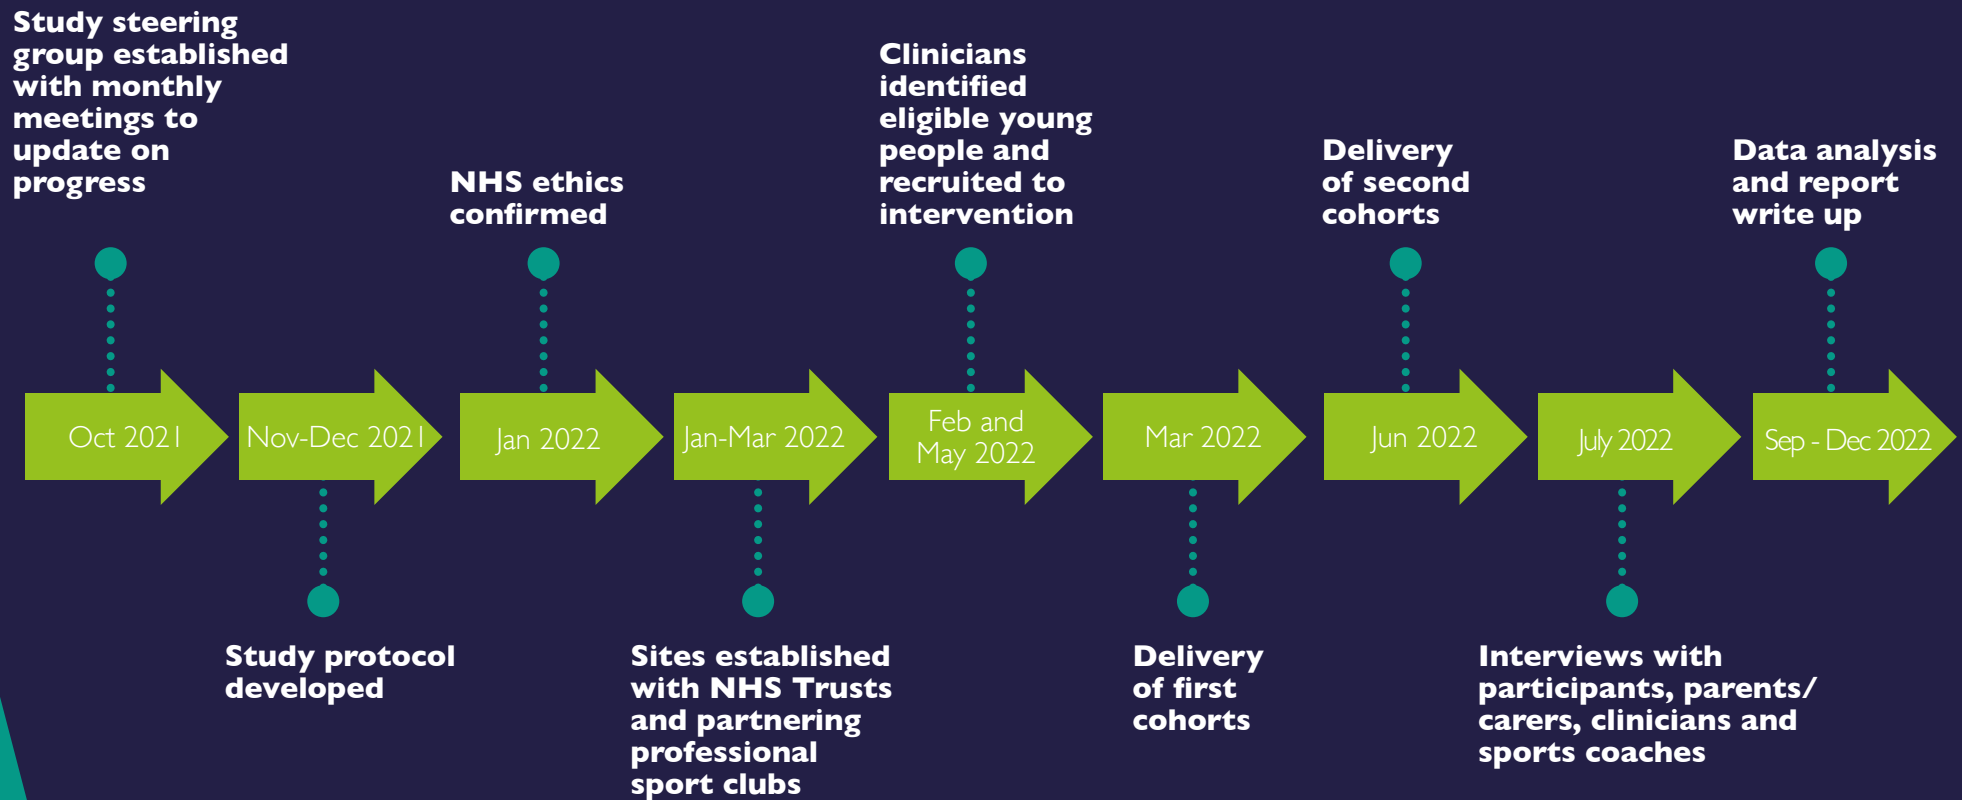 Study steering
group established
with monthly
meetings to
update on
progress
NHS ethics
confirmed
Clinicians
identified
eligible young
people and
recruited to
intervention
Delivery
of second
cohorts
Data analysis
and report
write up
Oct 2021
Nov-Dec 2021
Jan 2022
Jan-Mar 2022
Feb and
May 2022
Mar 2022
Jun 2022
July 2022
Sep - Dec 2022
Study protocol
developed
Sites established
with NHS Trusts
and partnering
professional
sport clubs
Delivery
of first
cohorts
Interviews with
participants, parents/
carers, clinicians and
sports coaches